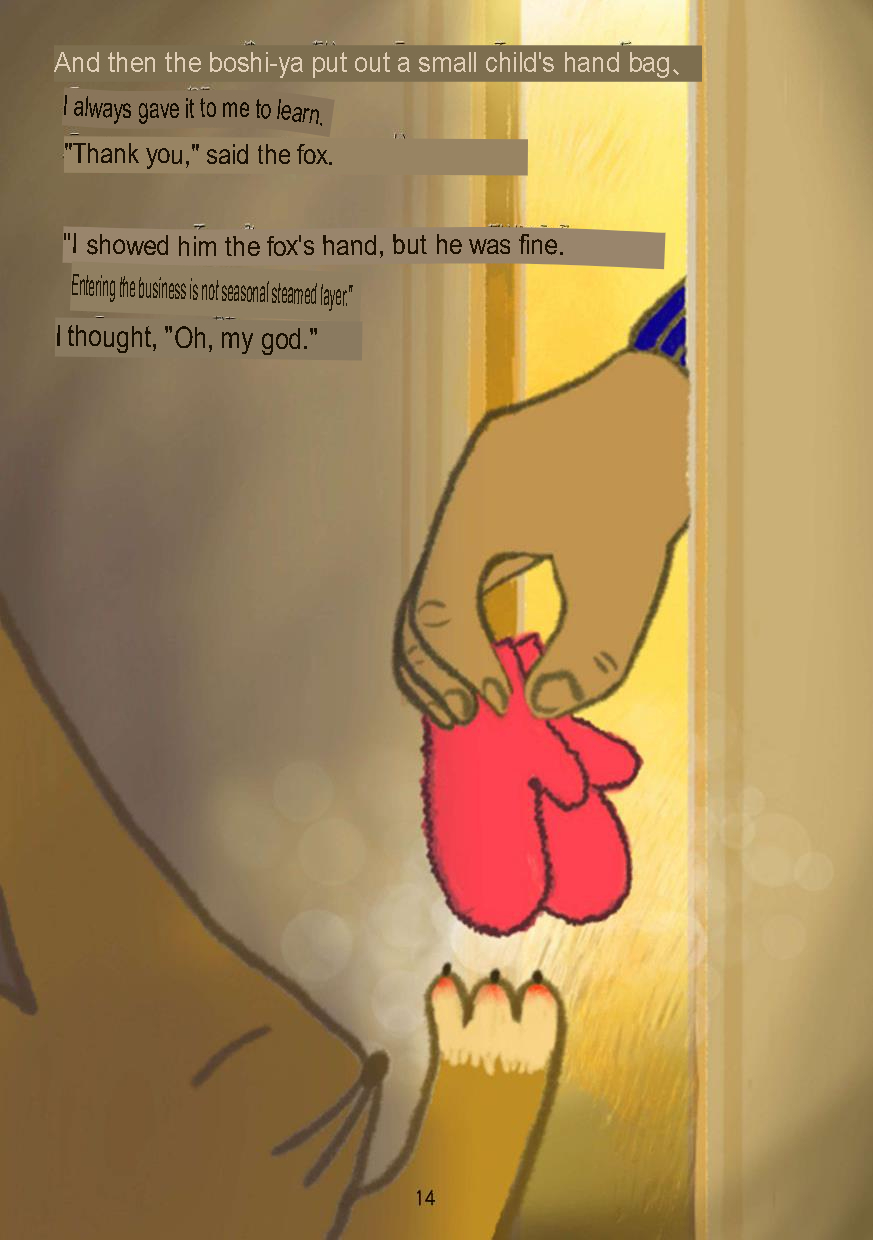 And then the boshi-ya put out a small child's hand bag、
I always gave it to me to learn.
"Thank you," said the fox.
"I showed him the fox's hand, but he was fine.
Entering the business is not seasonal steamed layer."
I thought, "Oh, my god."
14